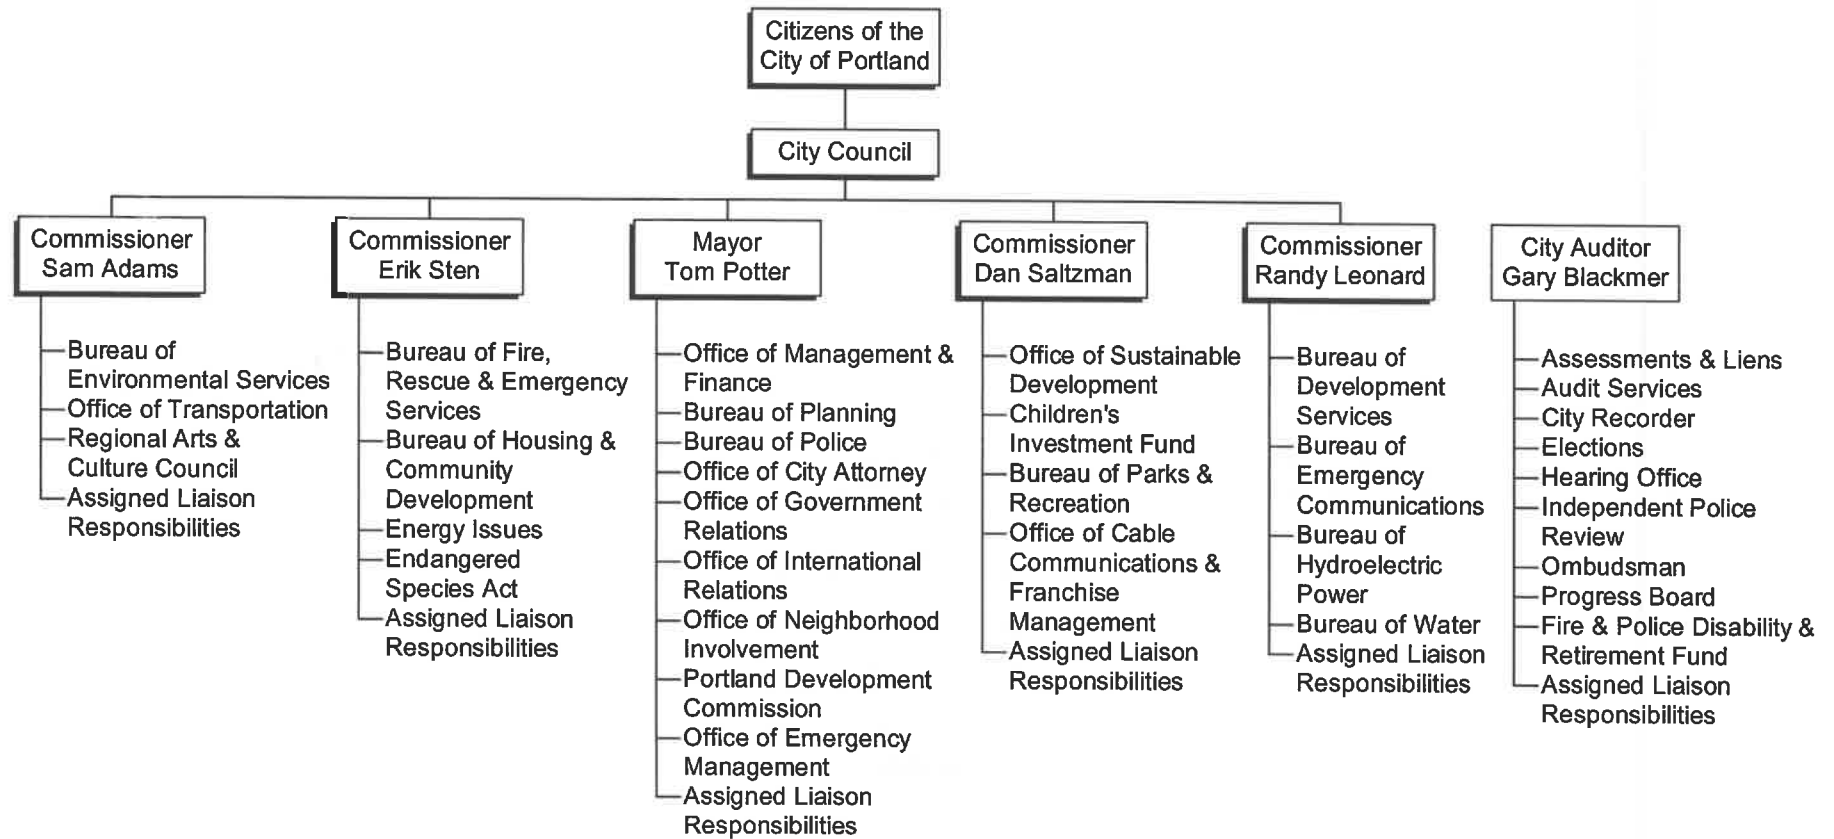 Citizens of the
City of Portland
City Council
Commissioner
Sam Adams
Bureau of
Environmental Services
Office of Transportation
Regional Arts &
Culture Council
Assigned Liaison
Responsibilities
Commissioner
Erik Sten
Bureau of Fire,
Rescue & Emergency
Services
Bureau of Housing &
Community
Development
Energy Issues
Endangered
Species Act
Assigned Liaison
Responsibilities
Mayor
Tom Potter
Office of Management &
Finance
Bureau of Planning
Bureau of Police
Office of City Attorney
Office of Government
Relations
Office of International
Relations
Office of Neighborhood
Involvement
Portland Development
Commission
Office of Emergency
Management
Assigned Liaison
Responsibilities
Commissioner
Dan Saltzman
Office of Sustainable
Development
Children's
Investment Fund
Bureau of Parks &
Recreation
Office of Cable
Communications &
Franchise
Management
Assigned Liaison
Responsibilities
Commissioner
Randy Leonard
Bureau of
Development
Services
Bureau of
Emergency
Communications
Bureau of
Hydroelectric
Power
Bureau of Water
Assigned Liaison
Responsibilities
City Auditor
Gary Blackmer
Assessments & Liens
Audit Services
City Recorder
Elections
Hearing Office
Independent Police
Review
Ombudsman
Progress Board
Fire & Police Disability &
Retirement Fund
Assigned Liaison
Responsibilities